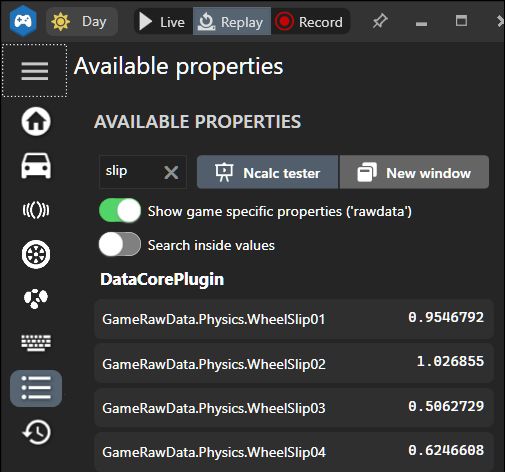 Day Live Replay Record
Available properties
AVAILABLE PROPERTIES
slip Ncalc tester New window
Show game specific properties ('rawdata')
Search inside values
DataCorePlugin
GameRawData.Physics.WheelSlip01 0.9546792
GameRawData.Physics.WheelSlip02 1.026855
GameRawData.Physics.WheelSlip03 0.5062729
GameRawData.Physics.WheelSlip04 0.6246608